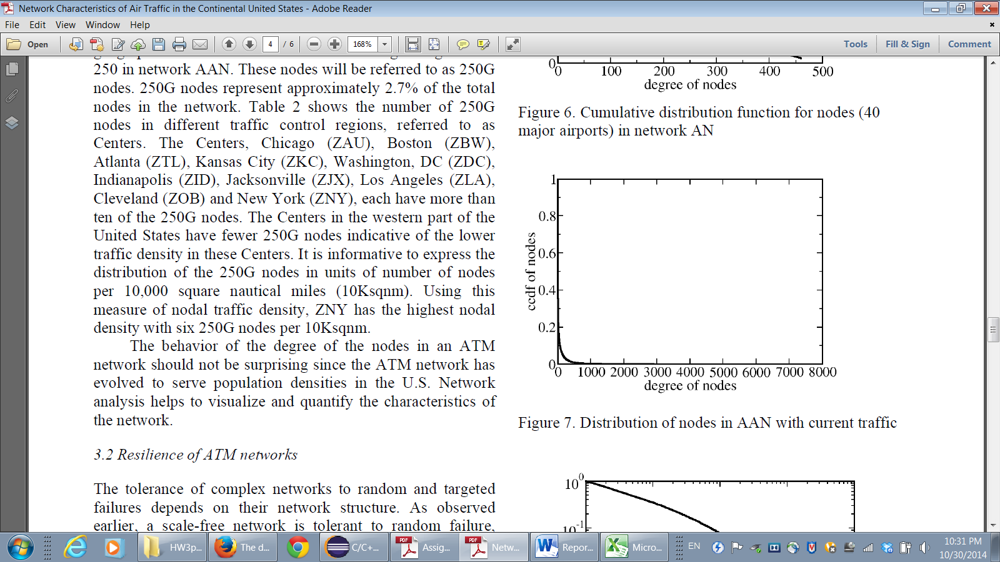 Network Characteristics of Air Traffic in the Continental United States - Adobe Reader
File Edit View Window Help
Open 4 / 6 168% Tools Fill & Sign Comment
250 in network AAN. These nodes will be referred to as 250G
nodes. 250G nodes represent approximately 2.7% of the total
nodes in the network. Table 2 shows the number of 250G
nodes in different traffic control regions, referred to as
Centers. The Centers, Chicago (ZAU), Boston (ZBW),
Atlanta (ZTL), Kansas City (ZKC), Washington, DC (ZDC),
Indianapolis (ZID), Jacksonville (ZJX), Los Angeles (ZLA),
Cleveland (ZOB) and New York (ZNY), each have more than
ten of the 250G nodes. The Centers in the western part of the
United States have fewer 250G nodes indicative of the lower
traffic density in these Centers. It is informative to express the
distribution of the 250G nodes in units of number of nodes
per 10,000 square nautical miles (10Ksqnm). Using this
measure of nodal traffic density, ZNY has the highest nodal
density with six 250G nodes per 10Ksqnm.
The behavior of the degree of the nodes in an ATM
network should not be surprising since the ATM network has
evolved to serve population densities in the U.S. Network
analysis helps to visualize and quantify the characteristics of
the network.
3.2 Resilience of ATM networks
The tolerance of complex networks to random and targeted
failures depends on their network structure. As observed
earlier, a scale-free network is tolerant to random failure,
0
0 100 200 300 400 500
degree of nodes
Figure 6. Cumulative distribution function for nodes (40
major airports) in network AN
1
0.8
0.6
0.4
0.2
0
ccdf of nodes
0 1000 2000 3000 4000 5000 6000 7000 8000
degree of nodes
Figure 7. Distribution of nodes in AAN with current traffic
10^0
10^-1
HW3p... The d... C/C+... Assig... Netw... Repor... Micro... EN
10:31 PM
10/30/2014